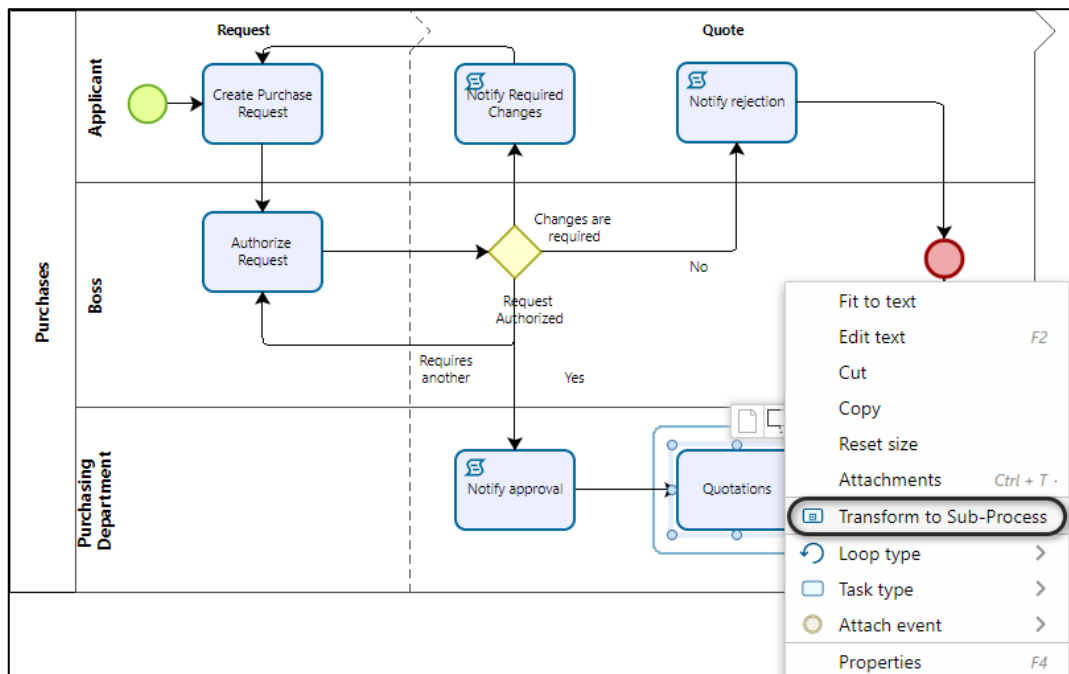 Request
Quote
Purchases
Applicant
Create Purchase
Request
Notify Required
Changes
Notify rejection
Boss
Authorize
Request
Changes are
required
No
Request
Authorized
Requires
another
Yes
Purchasing
Department
Notify approval
Quotations
Fit to text
Edit text F2
Cut
Copy
Reset size
Attachments Ctrl + T
Transform to Sub-Process
Loop type
Task type
Attach event
Properties F4